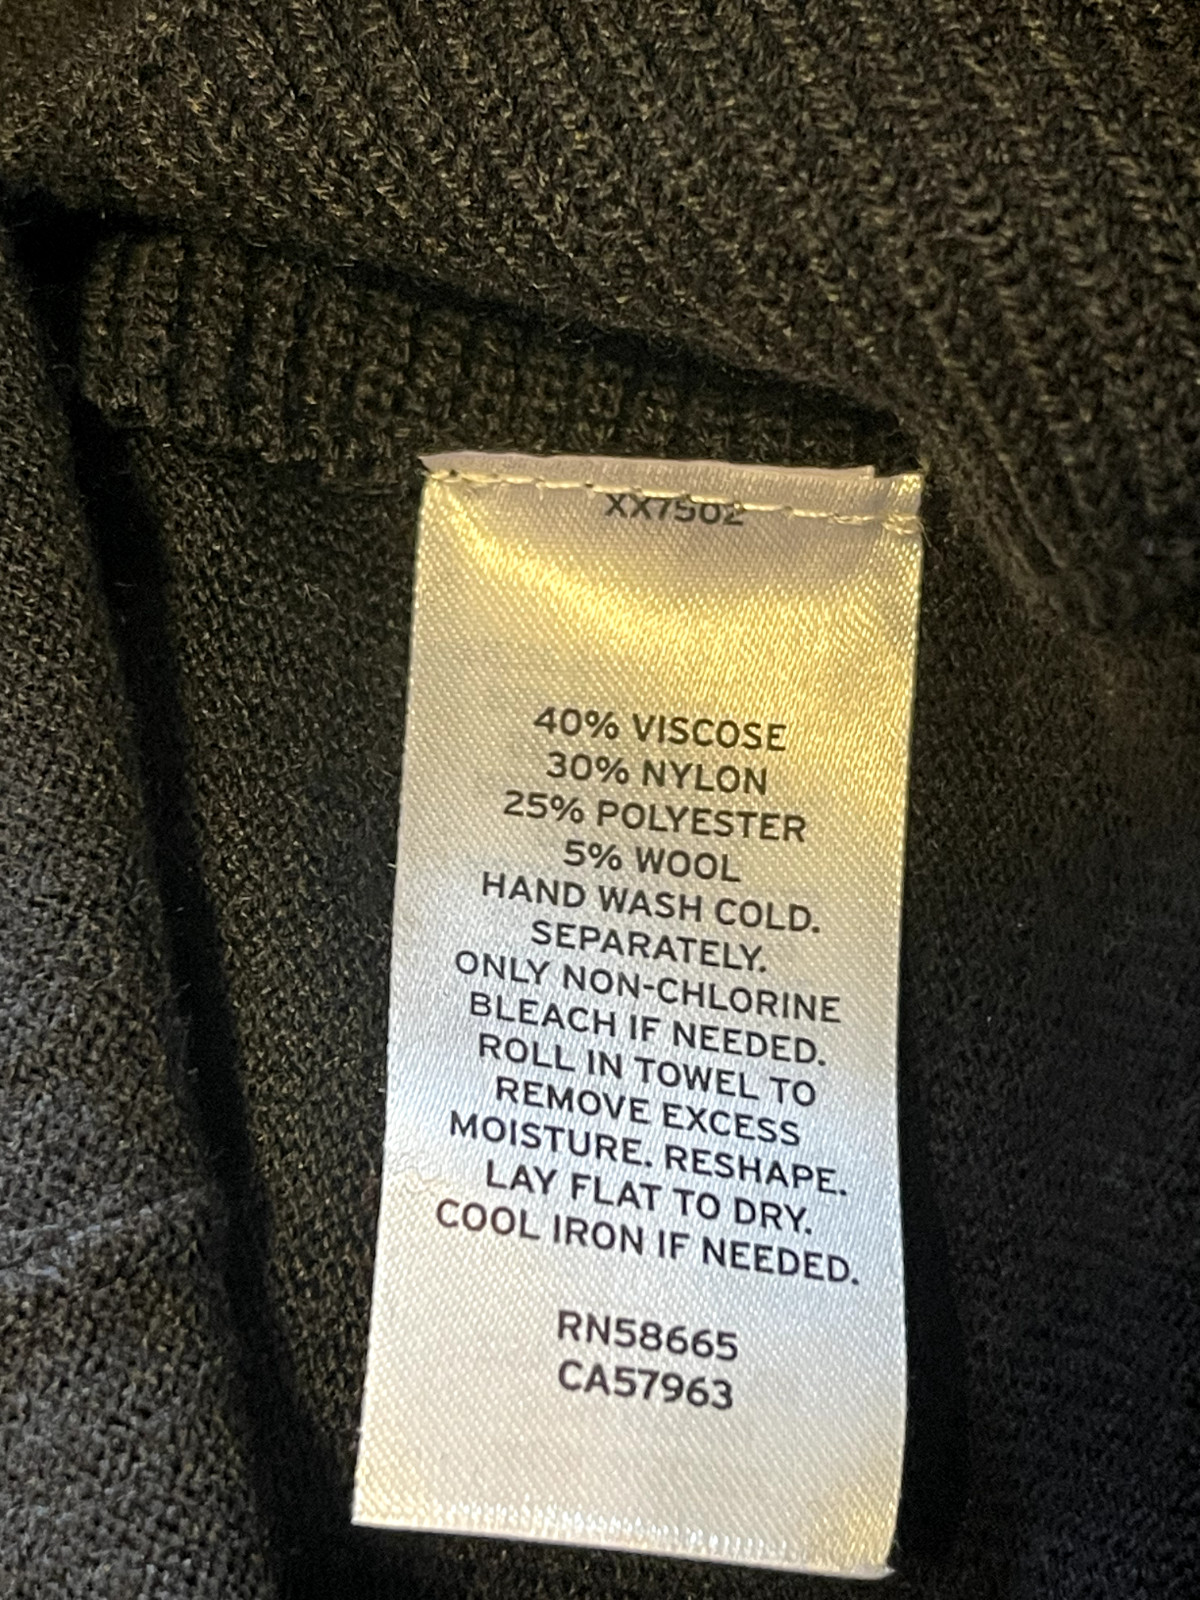 XX7502
40% VISCOSE
30% NYLON
25% POLYESTER
5% WOOL
HAND WASH COLD.
SEPARATELY.
ONLY NON-CHLORINE
BLEACH IF NEEDED.
ROLL IN TOWEL TO
REMOVE EXCESS
MOISTURE. RESHAPE.
LAY FLAT TO DRY.
COOL IRON IF NEEDED.
RN58665
CA57963